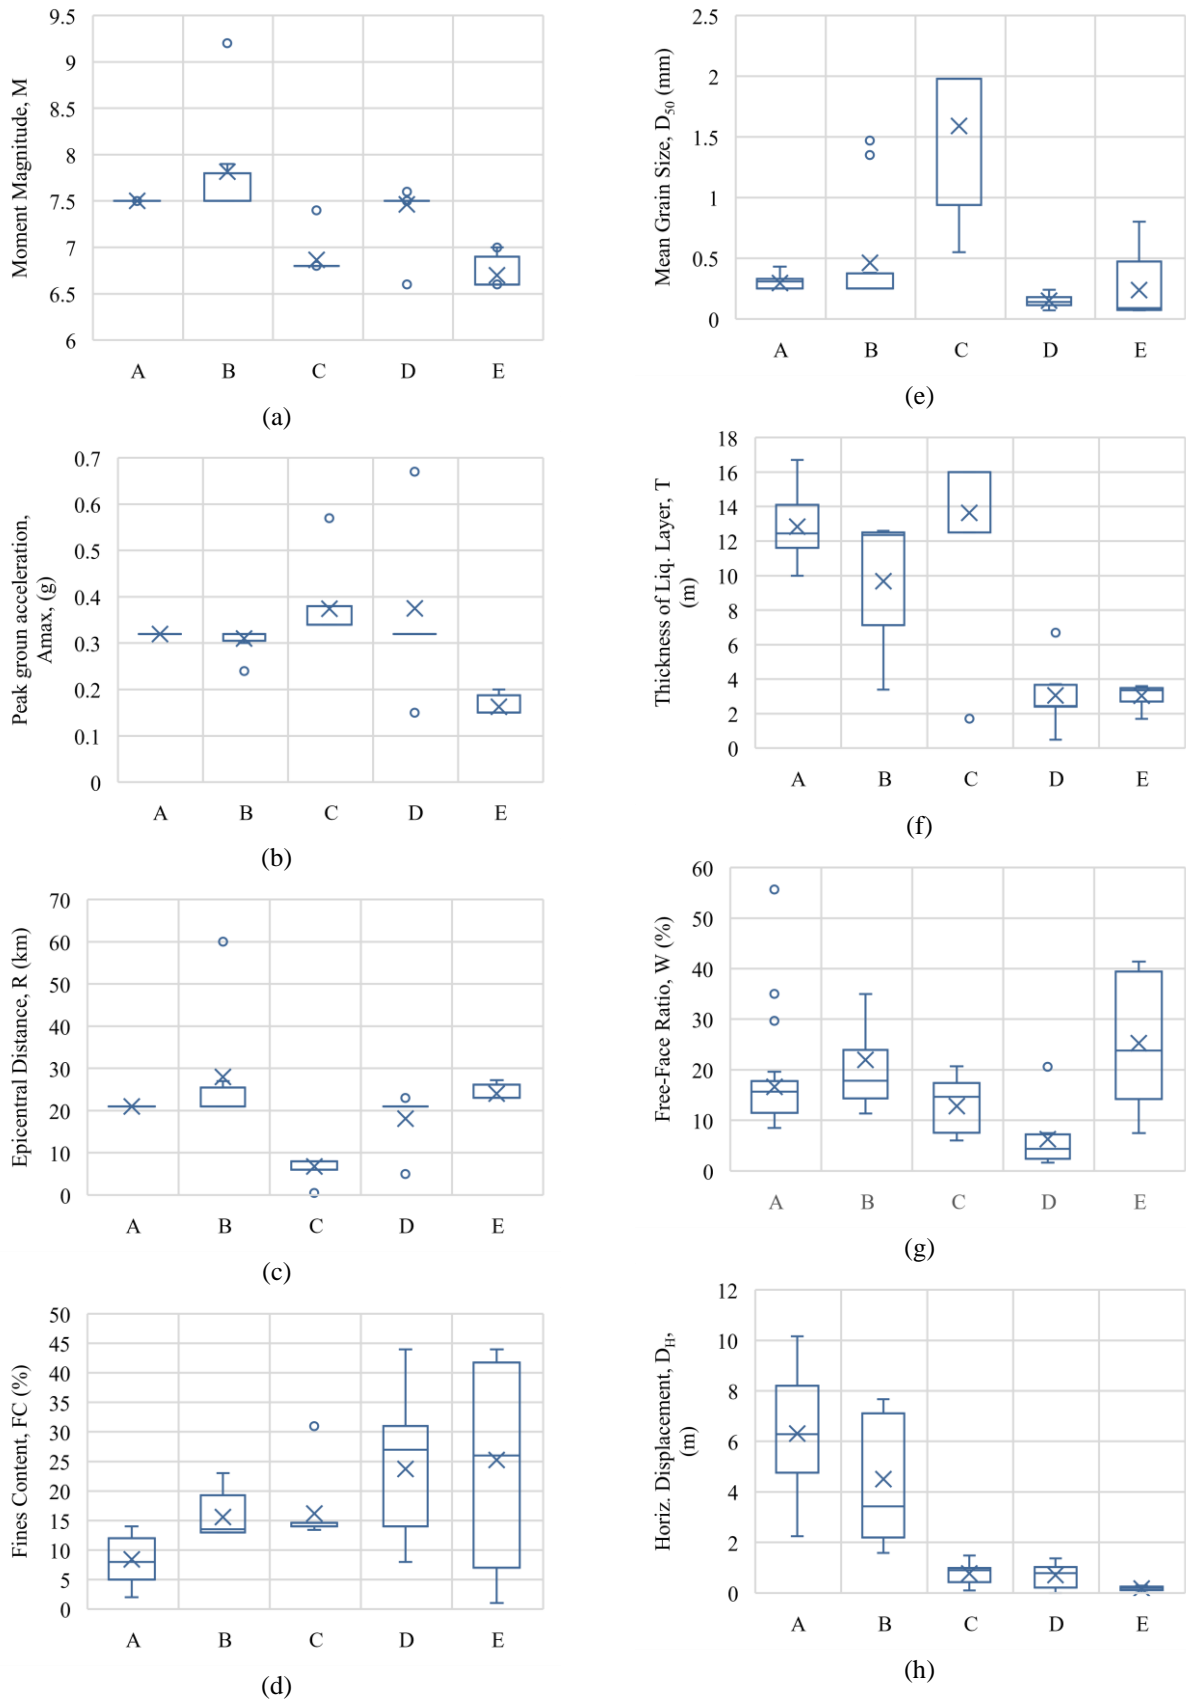 9.5
9
8.5
8
7.5
7
6.5
6
Moment Magnitude, M
A B C D E
(a)
0.7
0.6
0.5
0.4
0.3
0.2
0.1
0
Peak groun acceleration,
Amax, (g)
A B C D E
(b)
70
60
50
40
30
20
10
0
Epicentral Distance, R (km)
A B C D E
(c)
50
45
40
35
30
25
20
15
10
5
0
Fines Content, FC (%)
A B C D E
(d)
2.5
2
1.5
1
0.5
0
Mean Grain Size, D50 (mm)
A B C D E
(e)
18
16
14
12
10
8
6
4
2
0
Thickness of Liq. Layer, T
(m)
A B C D E
(f)
60
50
40
30
20
10
0
Free-Face Ratio, W (%)
A B C D E
(g)
12
10
8
6
4
2
0
Horiz. Displacement, DH,
(m)
A B C D E
(h)